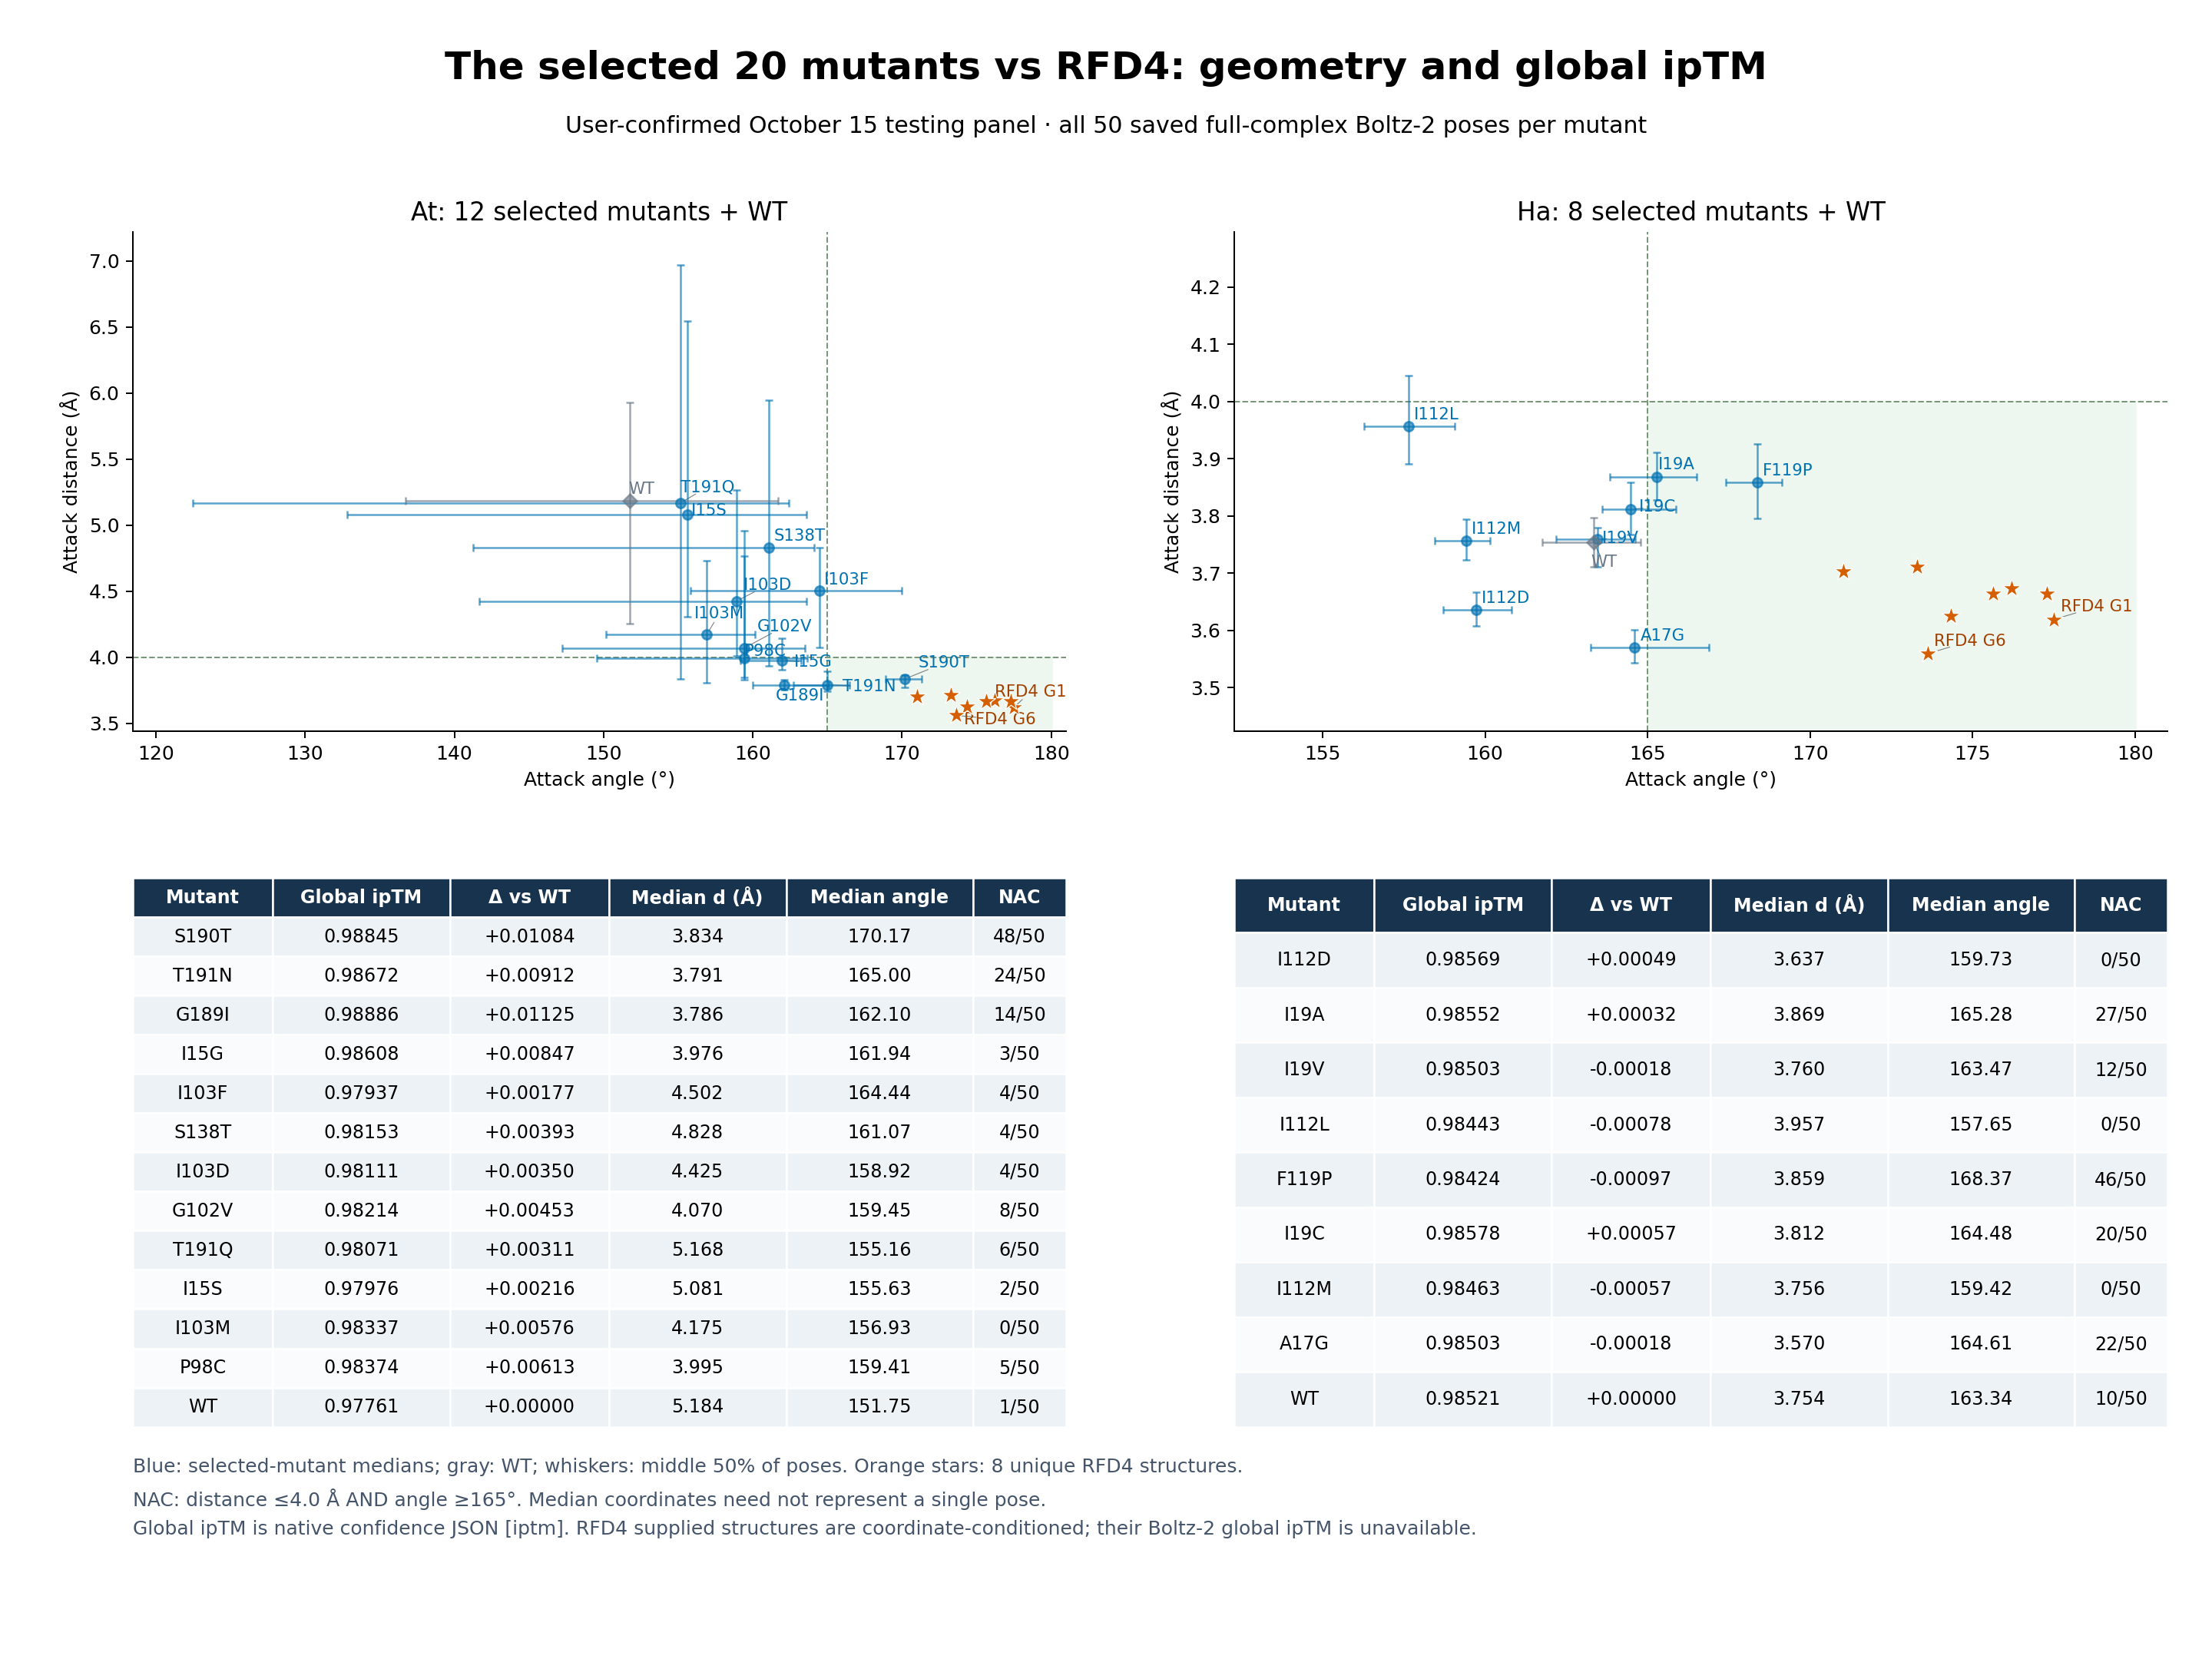 The selected 20 mutants vs RFD4: geometry and global ipTM
User-confirmed October 15 testing panel · all 50 saved full-complex Boltz-2 poses per mutant
At: 12 selected mutants + WT
7.0
6.5
6.0
5.5
5.0
4.5
4.0
3.5
Attack distance (Å)
WT
T191Q
I15S
S138T
I103D
I103F
I103M
G102V
P98C
I15G
S190T
G189I
T191N
RFD4 G1
RFD4 G6
120 130 140 150 160 170 180
Attack angle (°)
Ha: 8 selected mutants + WT
4.2
4.1
4.0
3.9
3.8
3.7
3.6
3.5
Attack distance (Å)
I112L
I19A
F119P
I19C
I112M
I19V
WT
I112D
A17G
RFD4 G1
RFD4 G6
155 160 165 170 175 180
Attack angle (°)
Mutant Global ipTM Δ vs WT Median d (Å) Median angle NAC
S190T 0.98845 +0.01084 3.834 170.17 48/50
T191N 0.98672 +0.00912 3.791 165.00 24/50
G189I 0.98886 +0.01125 3.786 162.10 14/50
I15G 0.98608 +0.00847 3.976 161.94 3/50
I103F 0.97937 +0.00177 4.502 164.44 4/50
S138T 0.98153 +0.00393 4.828 161.07 4/50
I103D 0.98111 +0.00350 4.425 158.92 4/50
G102V 0.98214 +0.00453 4.070 159.45 8/50
T191Q 0.98071 +0.00311 5.168 155.16 6/50
I15S 0.97976 +0.00216 5.081 155.63 2/50
I103M 0.98337 +0.00576 4.175 156.93 0/50
P98C 0.98374 +0.00613 3.995 159.41 5/50
WT 0.97761 +0.00000 5.184 151.75 1/50
Mutant Global ipTM Δ vs WT Median d (Å) Median angle NAC
I112D 0.98569 +0.00049 3.637 159.73 0/50
I19A 0.98552 +0.00032 3.869 165.28 27/50
I19V 0.98503 -0.00018 3.760 163.47 12/50
I112L 0.98443 -0.00078 3.957 157.65 0/50
F119P 0.98424 -0.00097 3.859 168.37 46/50
I19C 0.98578 +0.00057 3.812 164.48 20/50
I112M 0.98463 -0.00057 3.756 159.42 0/50
A17G 0.98503 -0.00018 3.570 164.61 22/50
WT 0.98521 +0.00000 3.754 163.34 10/50
Blue: selected-mutant medians; gray: WT; whiskers: middle 50% of poses. Orange stars: 8 unique RFD4 structures.
NAC: distance ≤4.0 Å AND angle ≥165°. Median coordinates need not represent a single pose.
Global ipTM is native confidence JSON [iptm]. RFD4 supplied structures are coordinate-conditioned; their Boltz-2 global ipTM is unavailable.